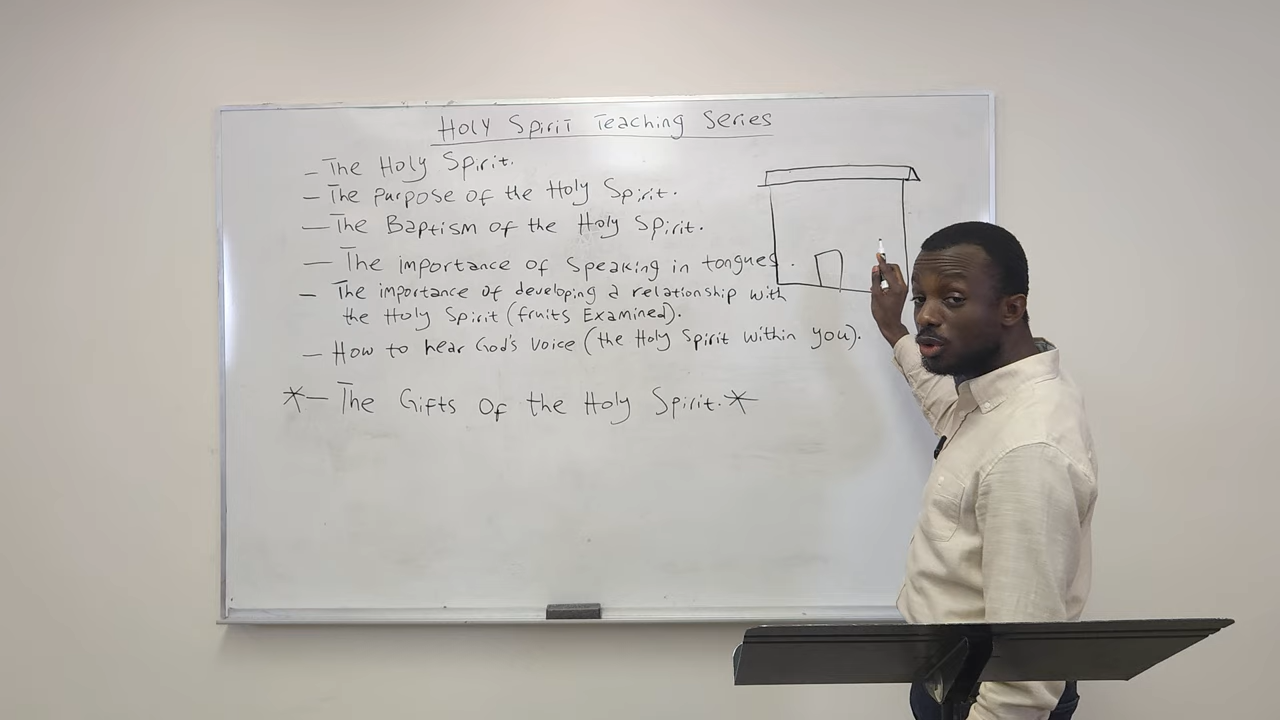 Holy Spirit Teaching Series
– The Holy Spirit.
– The purpose of the Holy Spirit.
– The Baptism of the Holy Spirit.
– The importance of speaking in tongues.
– The importance of developing a relationship with
the Holy Spirit (fruits Examined).
– How to hear God's voice (the Holy Spirit within you).
*– The Gifts Of the Holy Spirit.*